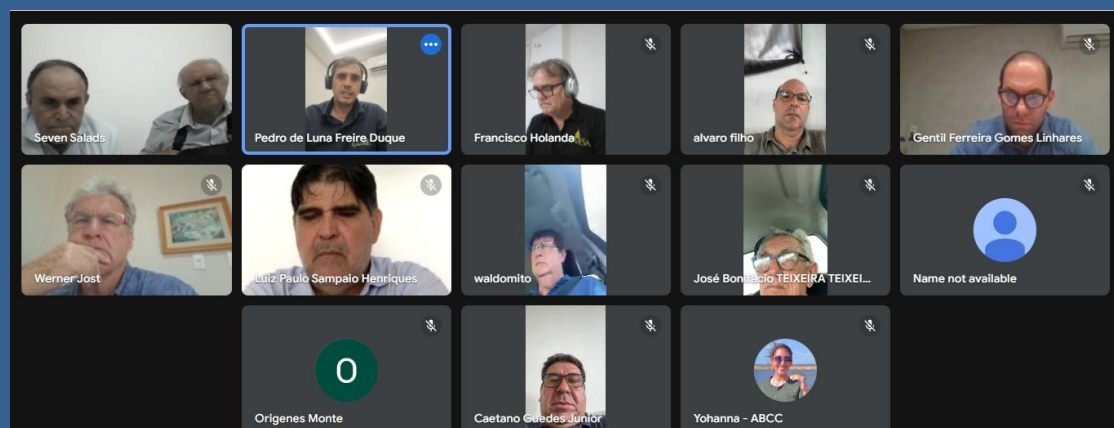 Seven Salads
Pedro de Luna Freire Duque
Francisco Holanda
alvaro filho
Gentil Ferreira Gomes Linhares
Werner Jost
Luiz Paulo Sampaio Henriques
waldomito
José Bonifacio TEIXEIRA TEIXEI...
Name not available
O
Origenes Monte
Caetano Guedes Junior
Yohanna - ABCC